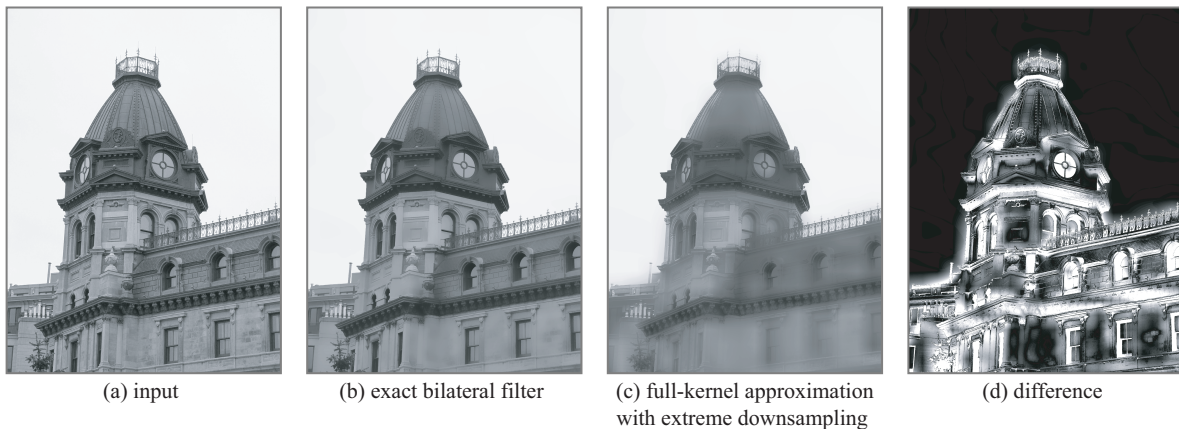 (a) input
(b) exact bilateral filter
(c) full-kernel approximation
with extreme downsampling
(d) difference